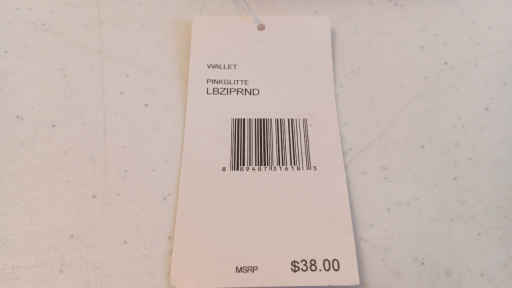 WALLET
PINKGLITTE
LBZIPRND
MSRP $38.00